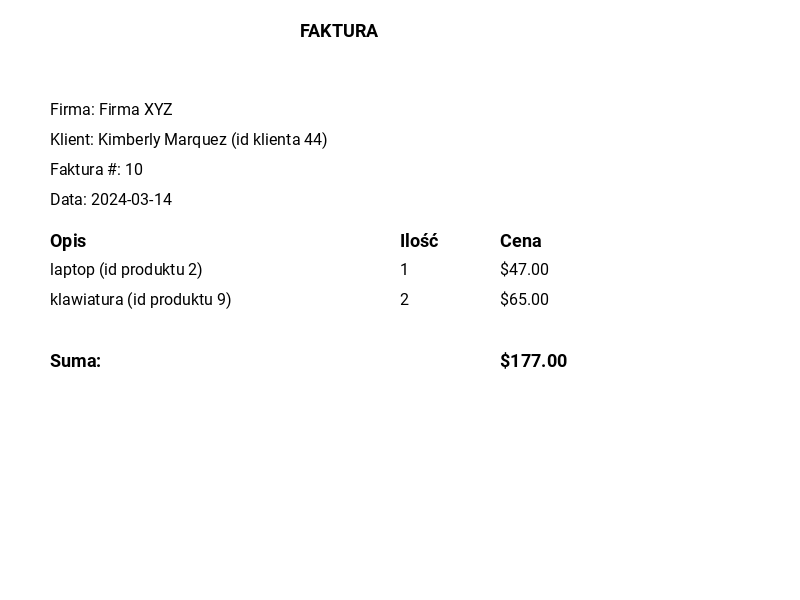 FAKTURA
Firma: Firma XYZ
Klient: Kimberly Marquez (id klienta 44)
Faktura #: 10
Data: 2024-03-14
Opis Ilość Cena
laptop (id produktu 2) 1 $47.00
klawiatura (id produktu 9) 2 $65.00
Suma: $177.00